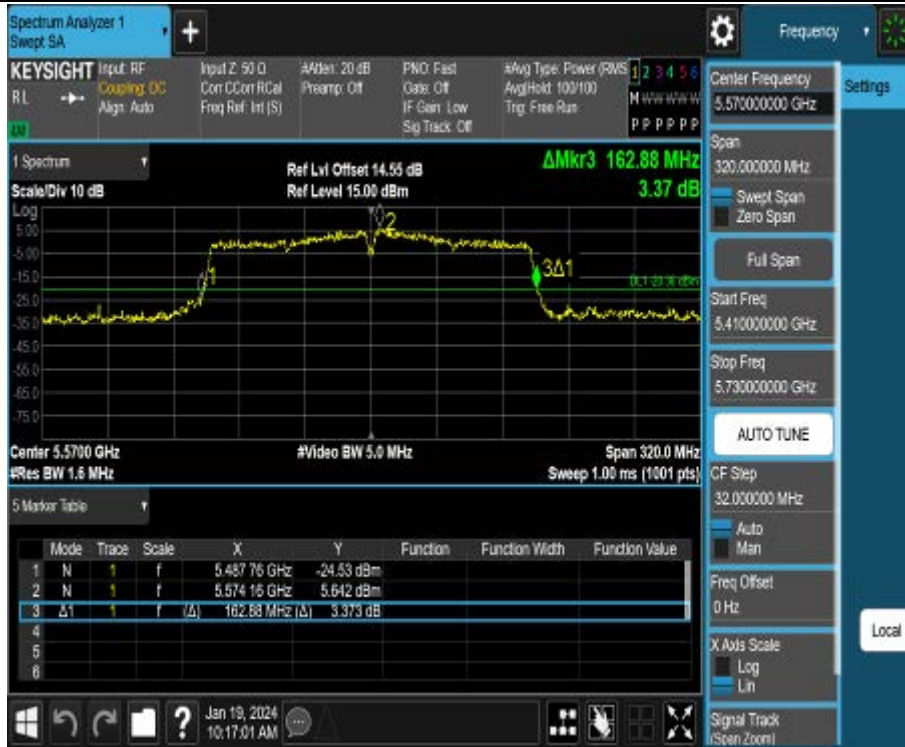 Spectrum Analyzer 1
Swept SA
Frequency
KEYSIGHT
RL
Input: RF
Coupling: DC
Align: Auto
Input Z: 50 Ω
Corr CCorr RCal
Freq Ref: Int (S)
#Atten: 20 dB
Preamp: Off
PNO: Fast
Gate: Off
IF Gain: Low
Sig Track: Off
#Avg Type: Power (RMS
Avg|Hold: 100/100
Trig: Free Run
1 2 3 4 5 6
M W W W W W
P P P P P P
Center Frequency
5.570000000 GHz
Settings
Span
320.000000 MHz
Swept Span
Zero Span
Full Span
Start Freq
5.410000000 GHz
Stop Freq
5.730000000 GHz
AUTO TUNE
CF Step
32.000000 MHz
Auto
Man
Freq Offset
0 Hz
X Axis Scale
Log
Lin
Signal Track
(Span Zoom)
Local
1 Spectrum
Scale/Div 10 dB
Ref Lvl Offset 14.55 dB
Ref Level 15.00 dBm
ΔMkr3 162.88 MHz
3.37 dB
Log
5.00
-5.00
-15.0
-25.0
-35.0
-45.0
-55.0
-65.0
-75.0
1
2
3Δ1
Center 5.5700 GHz
#Video BW 5.0 MHz
Span 320.0 MHz
#Res BW 1.6 MHz
Sweep 1.00 ms (1001 pts)
5 Marker Table
Mode Trace Scale X Y Function Function Width Function Value
1 N 1 f 5.487 76 GHz -24.53 dBm
2 N 1 f 5.574 16 GHz 5.642 dBm
3 Δ1 1 f (Δ) 162.88 MHz (Δ) 3.373 dB
4
5
6
Jan 19, 2024
10:17:01 AM